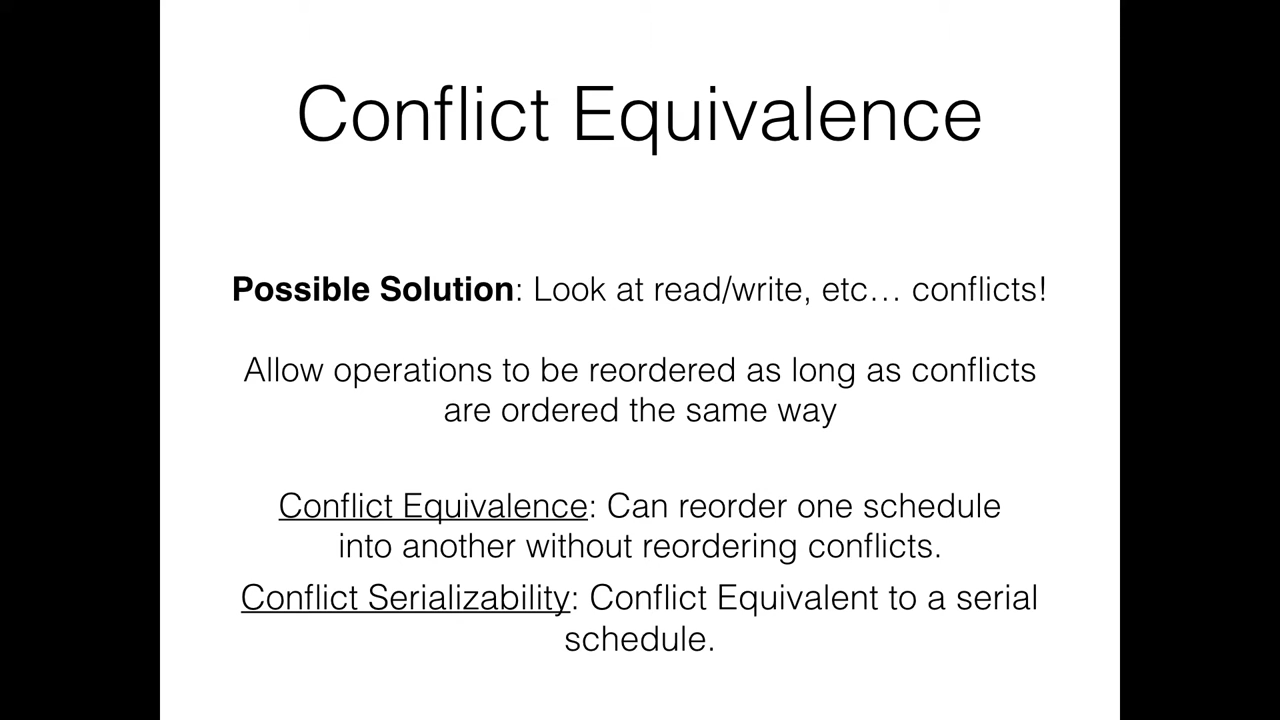 Conflict Equivalence
Possible Solution: Look at read/write, etc… conflicts!
Allow operations to be reordered as long as conflicts
are ordered the same way
Conflict Equivalence: Can reorder one schedule
into another without reordering conflicts.
Conflict Serializability: Conflict Equivalent to a serial
schedule.